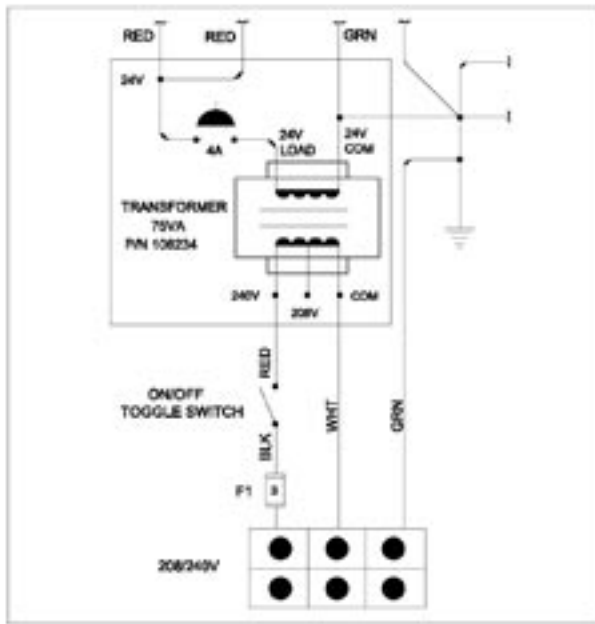 RED RED GRN
24V
4A
24V
LOAD
24V
COM
TRANSFORMER
75VA
P/N 106234
240V
208V
COM
RED
ON/OFF
TOGGLE SWITCH
WHT
GRN
BLK
F1
208/240V